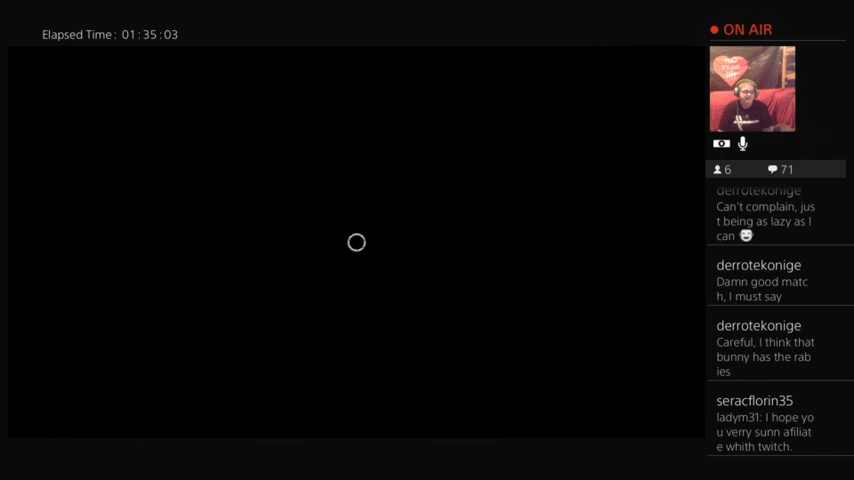 Elapsed Time: 01:35:03
ON AIR
6
71
derrotekonige
Can't complain, jus
t being as lazy as I
can
derrotekonige
Damn good matc
h, I must say
derrotekonige
Careful, I think that
bunny has the rab
ies
seracflorin35
ladym31: I hope yo
u verry sunn afiliat
e whith twitch.